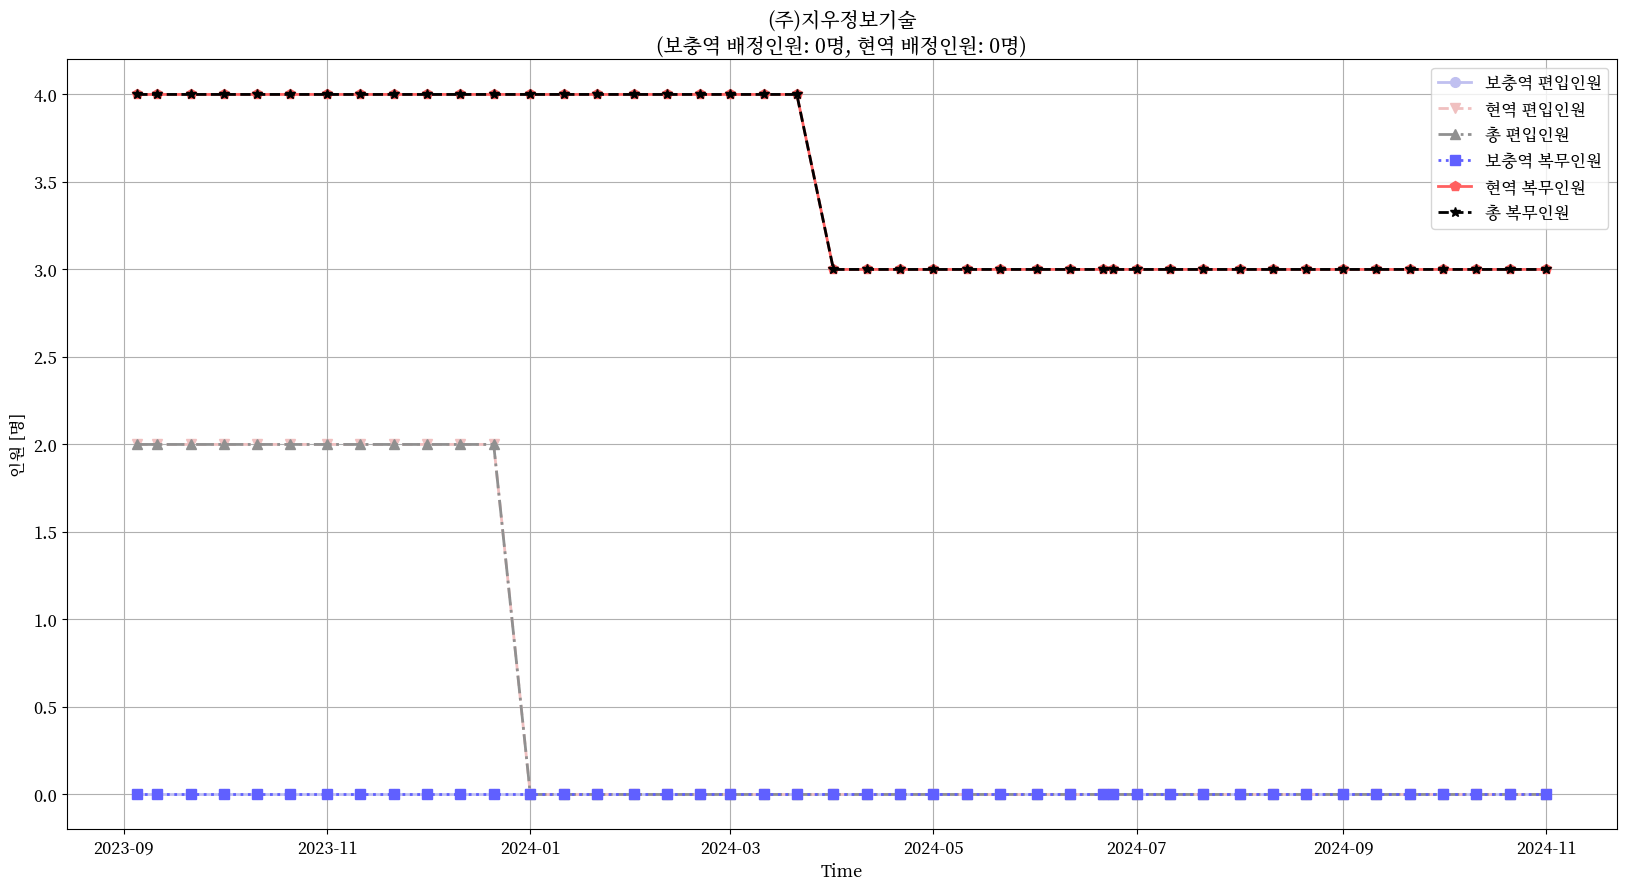 (주)지우정보기술
(보충역 배정인원: 0명, 현역 배정인원: 0명)
4.0
3.5
3.0
2.5
2.0
1.5
1.0
0.5
0.0
인원 [명]
보충역 편입인원
현역 편입인원
총 편입인원
보충역 복무인원
현역 복무인원
총 복무인원
2023-09
2023-11
2024-01
2024-03
2024-05
2024-07
2024-09
2024-11
Time